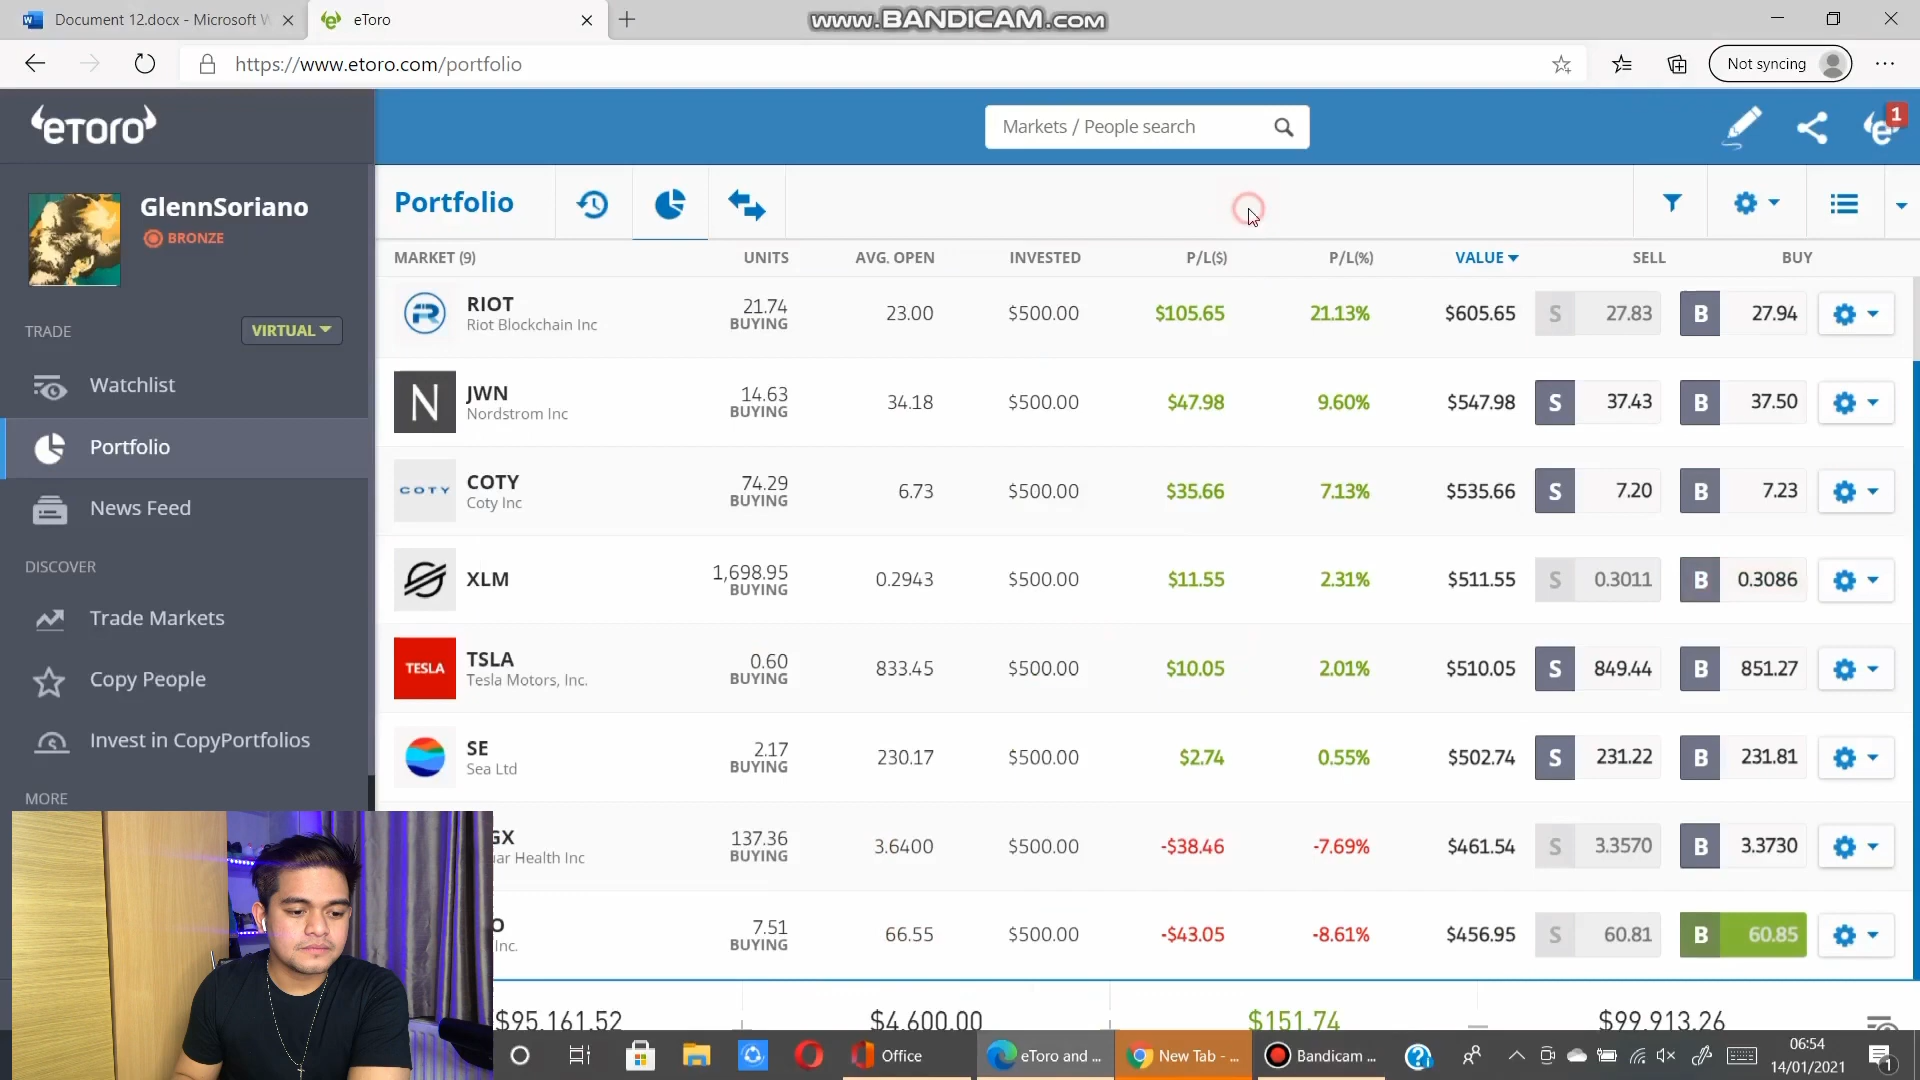 Document 12.docx - Microsoft W
eToro
www.BANDICAM.com
https://www.etoro.com/portfolio
Not syncing
eToro
Markets / People search
1
GlennSoriano
BRONZE
TRADE
VIRTUAL
Watchlist
Portfolio
News Feed
DISCOVER
Trade Markets
Copy People
Invest in CopyPortfolios
MORE
Portfolio
MARKET (9) UNITS AVG. OPEN INVESTED P/L($) P/L(%) VALUE SELL BUY
RIOT 21.74 23.00 $500.00 $105.65 21.13% $605.65 S 27.83 B 27.94
Riot Blockchain Inc BUYING
N JWN 14.63 34.18 $500.00 $47.98 9.60% $547.98 S 37.43 B 37.50
Nordstrom Inc BUYING
COTY COTY 74.29 6.73 $500.00 $35.66 7.13% $535.66 S 7.20 B 7.23
Coty Inc BUYING
XLM 1,698.95 0.2943 $500.00 $11.55 2.31% $511.55 S 0.3011 B 0.3086
BUYING
TESLA TSLA 0.60 833.45 $500.00 $10.05 2.01% $510.05 S 849.44 B 851.27
Tesla Motors, Inc. BUYING
SE 2.17 230.17 $500.00 $2.74 0.55% $502.74 S 231.22 B 231.81
Sea Ltd BUYING
GX 137.36 3.6400 $500.00 -$38.46 -7.69% $461.54 S 3.3570 B 3.3730
uar Health Inc BUYING
O 7.51 66.55 $500.00 -$43.05 -8.61% $456.95 S 60.81 B 60.85
Inc. BUYING
$95,161.52 $4,600.00 $151.74 $99,913.26
Office
eToro and ...
New Tab - ...
Bandicam ...
06:54
14/01/2021
1